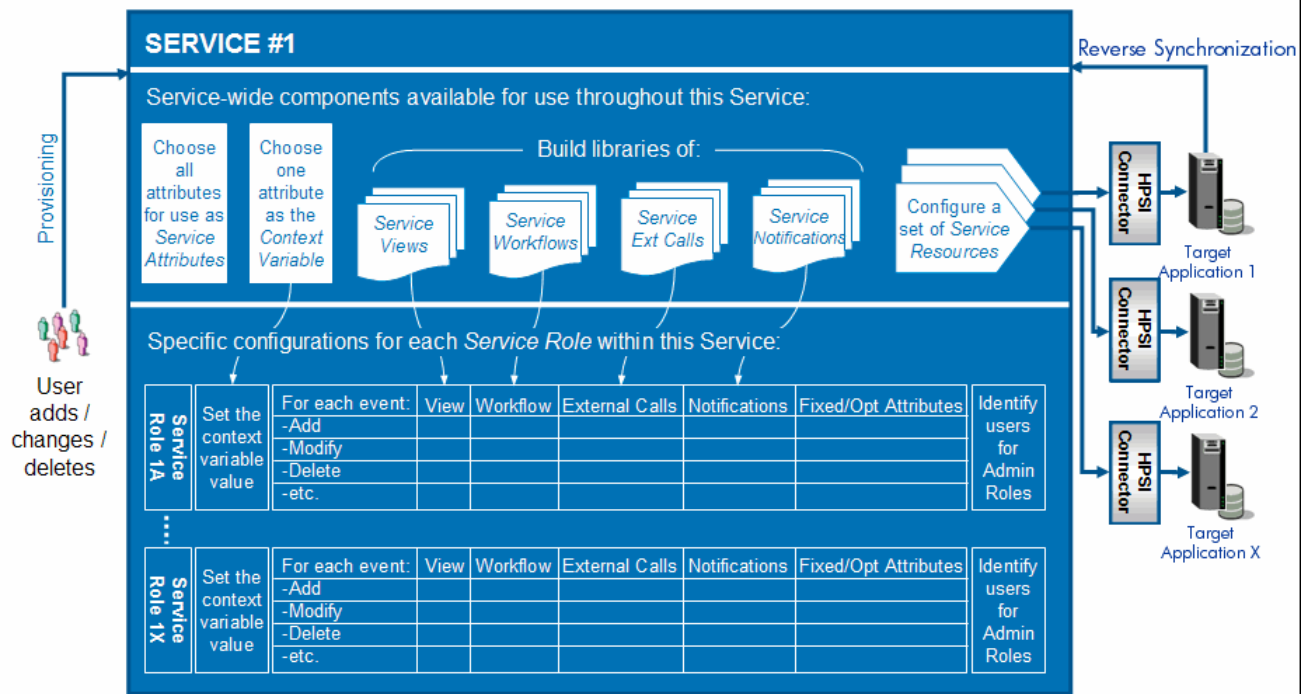 SERVICE #1
Reverse Synchronization
Service-wide components available for use throughout this Service:
Provisioning
Choose
all
attributes
for use as
Service
Attributes
Choose
one
attribute
as the
Context
Variable
Build libraries of:
Service
Views
Service
Workflows
Service
Ext Calls
Service
Notifications
Configure a
set of Service
Resources
HPSI
Connector
Target
Application 1
HPSI
Connector
Target
Application 2
HPSI
Connector
Target
Application X
User
adds /
changes /
deletes
Specific configurations for each Service Role within this Service:
Service
Role 1A
Set the
context
variable
value
For each event: View Workflow External Calls Notifications Fixed/Opt Attributes
-Add
-Modify
-Delete
-etc.
Identify
users
for
Admin
Roles
Service
Role 1X
Set the
context
variable
value
For each event: View Workflow External Calls Notifications Fixed/Opt Attributes
-Add
-Modify
-Delete
-etc.
Identify
users
for
Admin
Roles